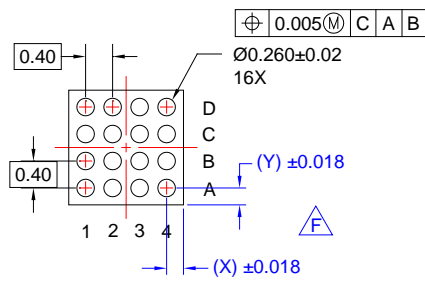 ⌖ 0.005Ⓜ C A B
0.40
Ø0.260±0.02
16X
D
C
B
A
0.40
(Y) ±0.018
F
1 2 3 4
(X) ±0.018